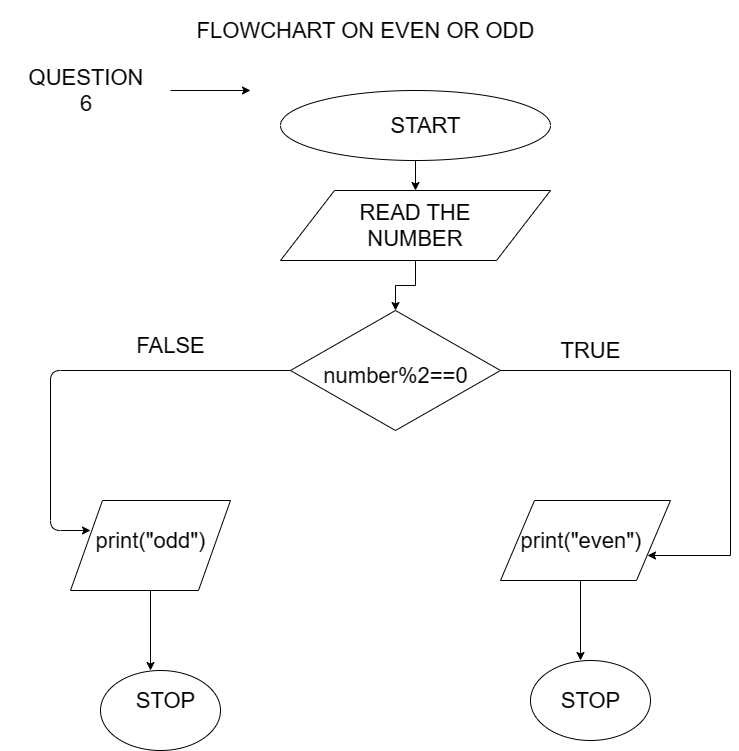 FLOWCHART ON EVEN OR ODD
QUESTION
6
START
READ THE
NUMBER
FALSE
TRUE
number%2==0
print("odd")
print("even")
STOP
STOP